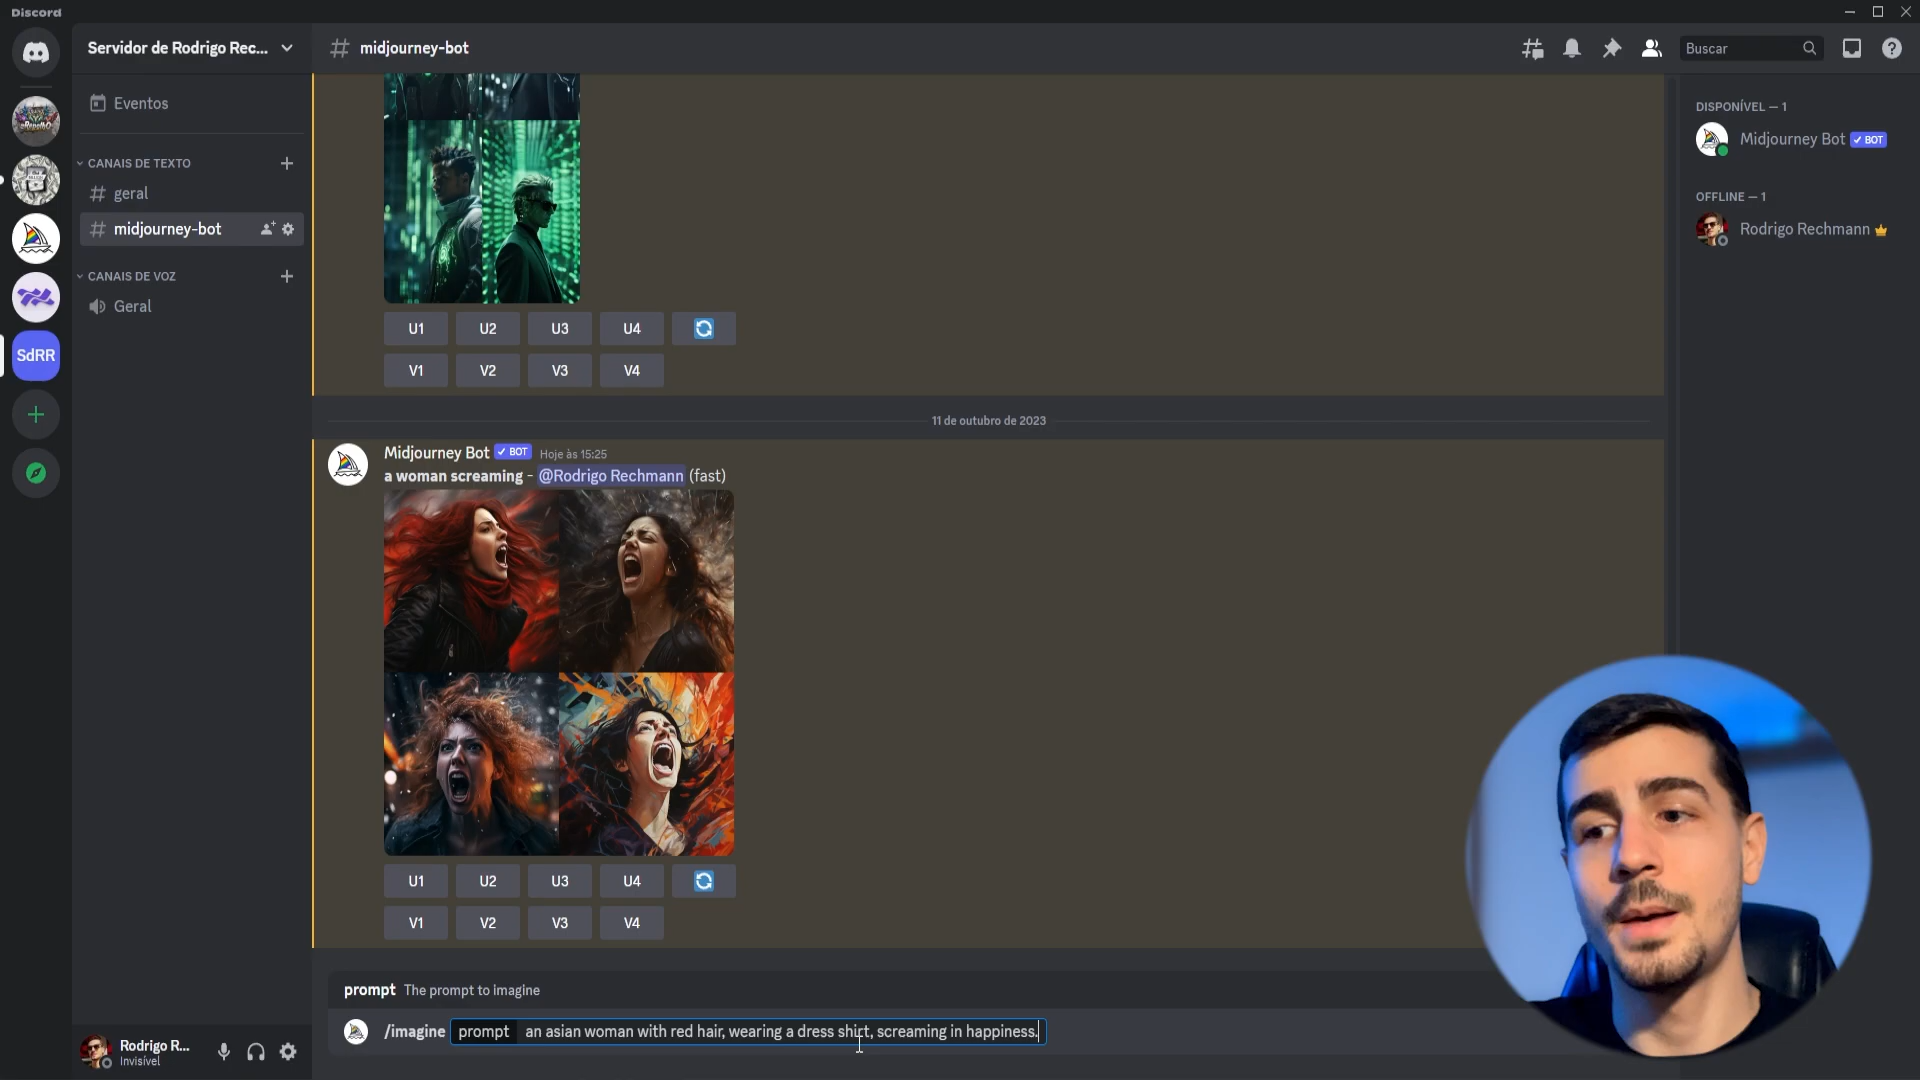 Discord
Servidor de Rodrigo Rec...
midjourney-bot
Buscar
Eventos
CANAIS DE TEXTO
geral
midjourney-bot
CANAIS DE VOZ
Geral
SdRR
U1 U2 U3 U4
V1 V2 V3 V4
11 de outubro de 2023
Midjourney Bot BOT Hoje às 15:25
a woman screaming - @Rodrigo Rechmann (fast)
U1 U2 U3 U4
V1 V2 V3 V4
prompt The prompt to imagine
/imagine prompt an asian woman with red hair, wearing a dress shirt, screaming in happiness.
Rodrigo R...
Invisível
DISPONÍVEL — 1
Midjourney Bot BOT
OFFLINE — 1
Rodrigo Rechmann